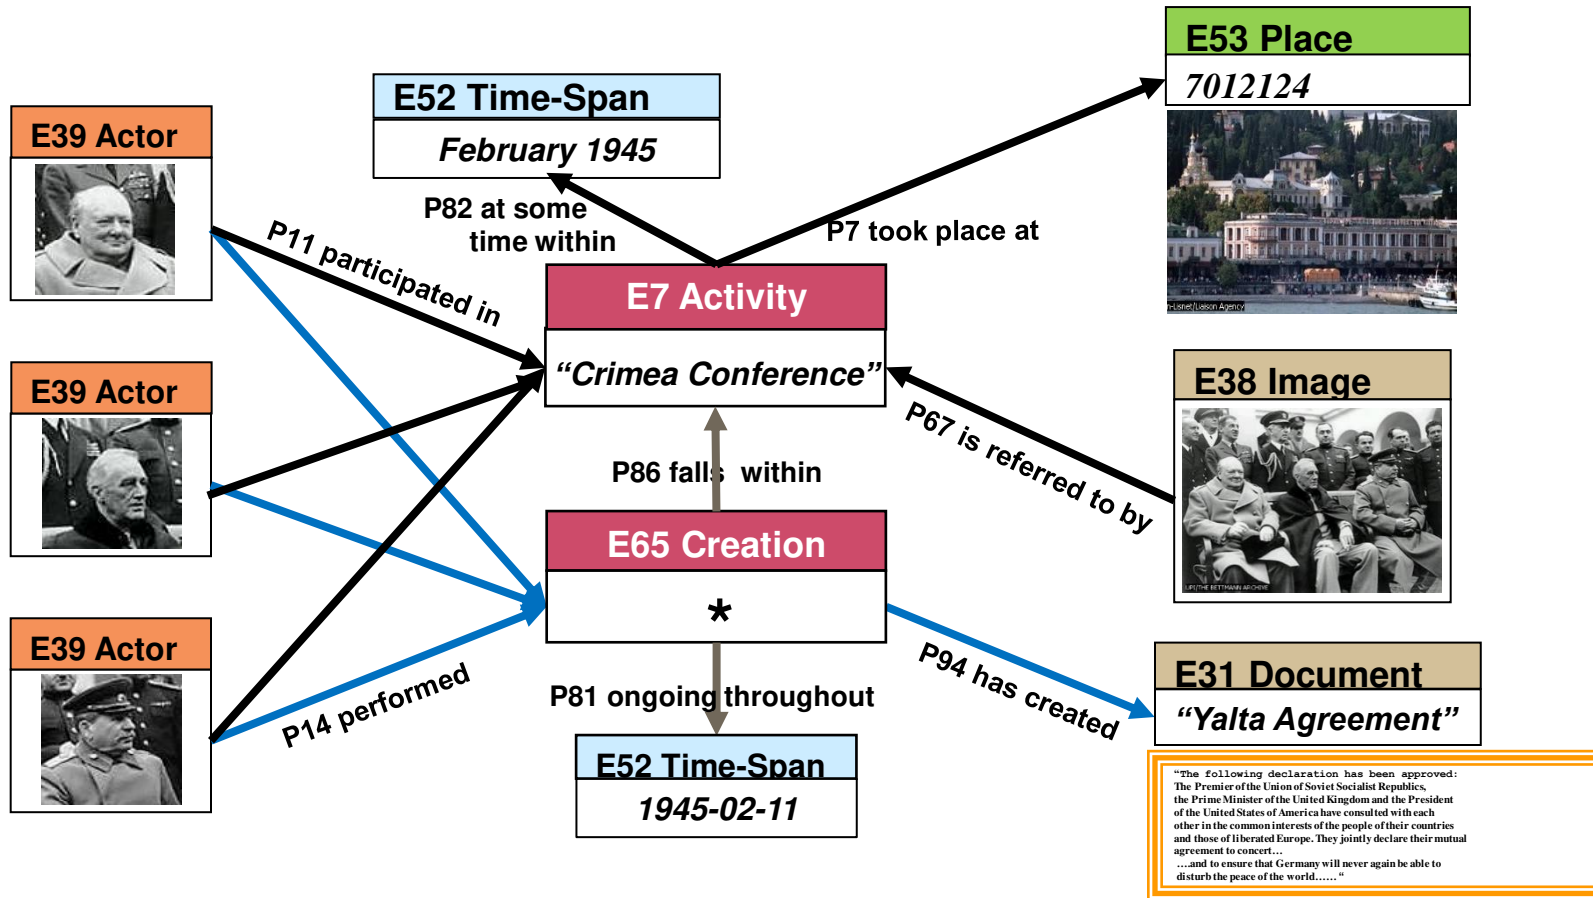 E53 Place
7012124
E52 Time-Span
February 1945
E39 Actor
P82 at some
time within
P7 took place at
P11 participated in
E7 Activity
“Crimea Conference”
n-Lisnet/Liaison Agency
E39 Actor
E38 Image
P67 is referred to by
P86 falls within
UPI/THE BETTMANN ARCHIVE
E65 Creation
*
E39 Actor
P14 performed
P81 ongoing throughout
P94 has created
E31 Document
“Yalta Agreement”
E52 Time-Span
1945-02-11
“The following declaration has been approved:
The Premier of the Union of Soviet Socialist Republics,
the Prime Minister of the United Kingdom and the President
of the United States of America have consulted with each
other in the common interests of the people of their countries
and those of liberated Europe. They jointly declare their mutual
agreement to concert…
….and to ensure that Germany will never again be able to
disturb the peace of the world…… “